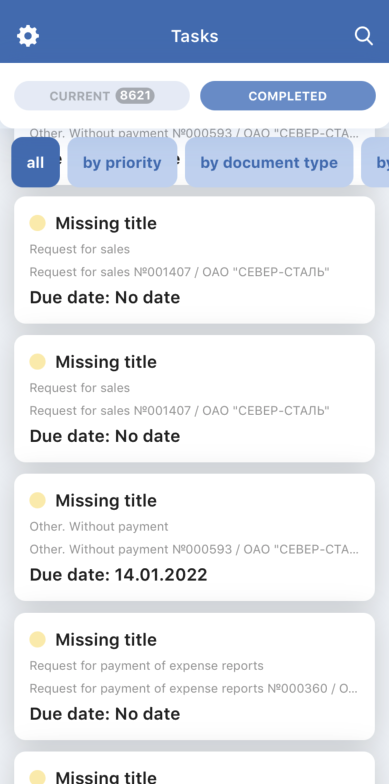 Tasks
CURRENT 8621
COMPLETED
Other. Without payment №000593 / ОАО "СЕВЕР-СТА...
all
by priority
by document type
by
Missing title
Request for sales
Request for sales №001407 / ОАО "СЕВЕР-СТАЛЬ"
Due date: No date
Missing title
Request for sales
Request for sales №001407 / ОАО "СЕВЕР-СТАЛЬ"
Due date: No date
Missing title
Other. Without payment
Other. Without payment №000593 / ОАО "СЕВЕР-СТА...
Due date: 14.01.2022
Missing title
Request for payment of expense reports
Request for payment of expense reports №000360 / О...
Due date: No date
Missing title